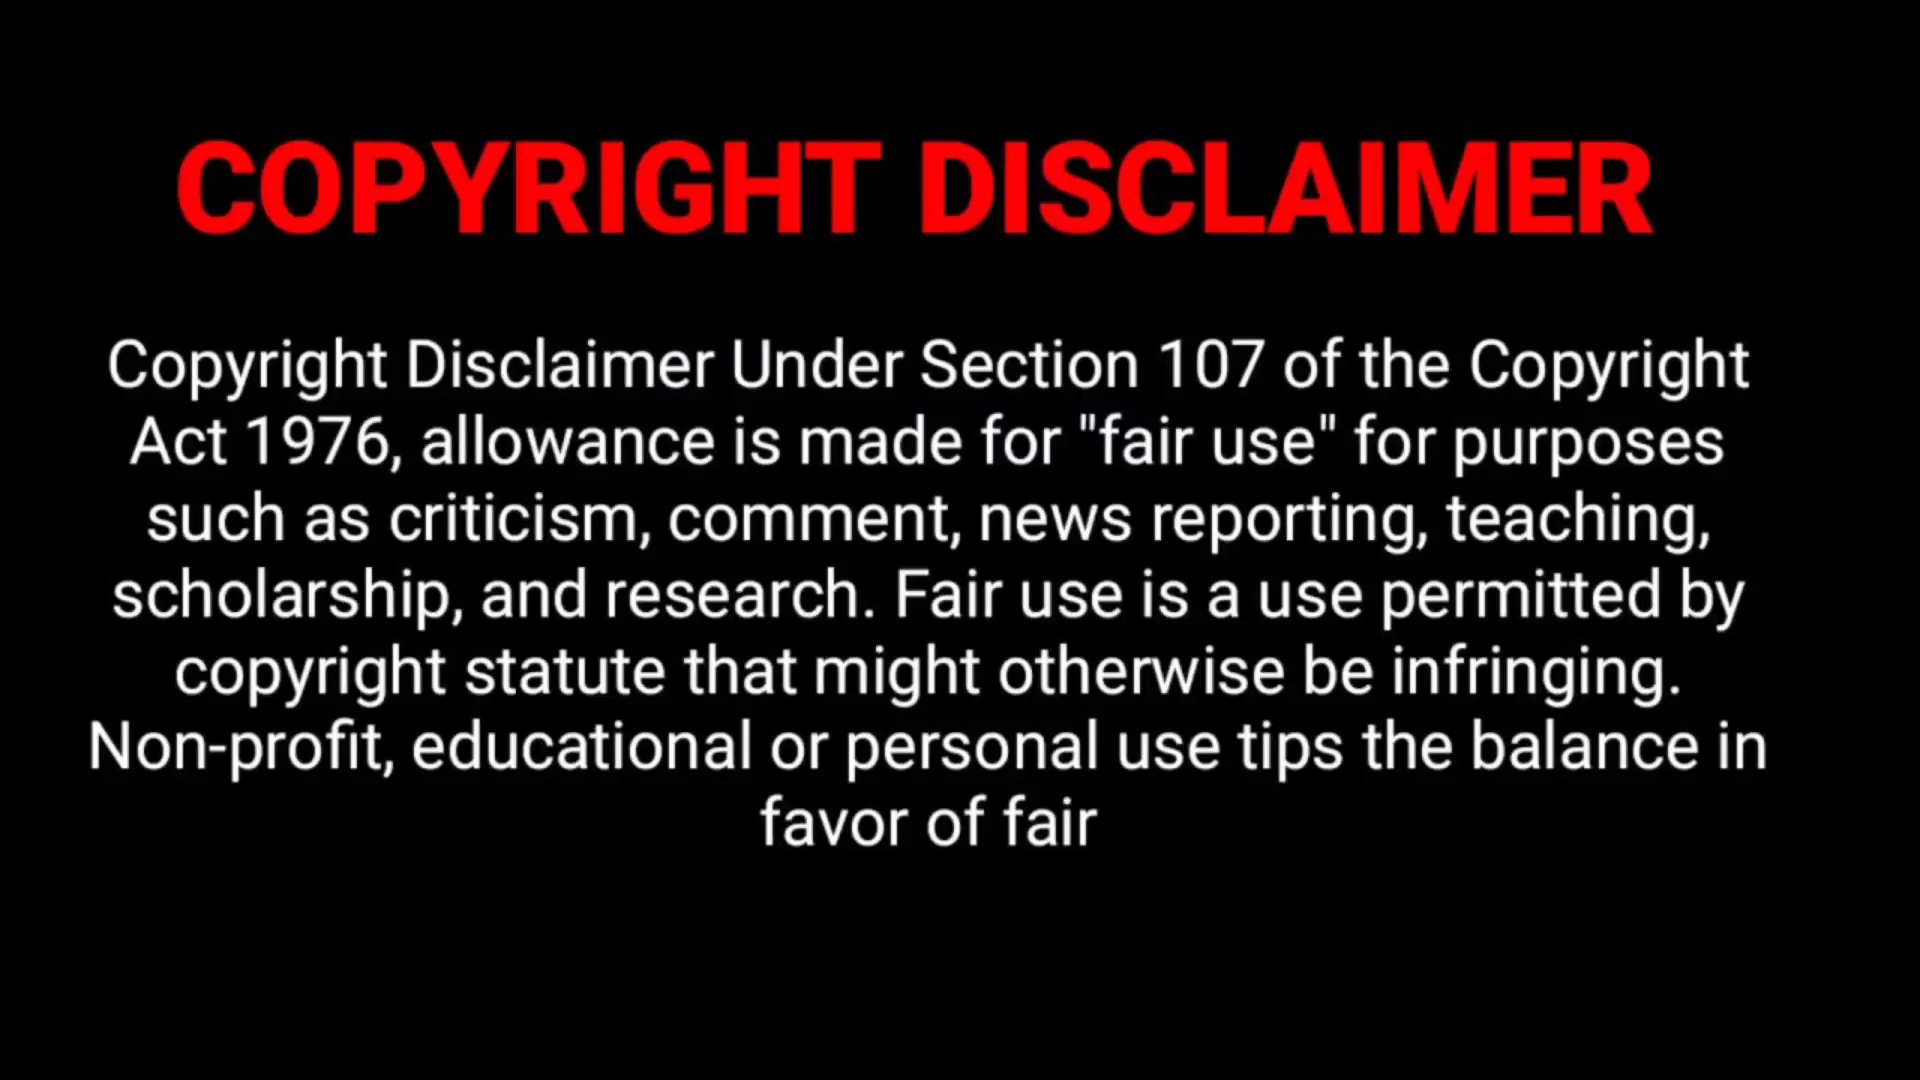 COPYRIGHT DISCLAIMER
Copyright Disclaimer Under Section 107 of the Copyright
Act 1976, allowance is made for "fair use" for purposes
such as criticism, comment, news reporting, teaching,
scholarship, and research. Fair use is a use permitted by
copyright statute that might otherwise be infringing.
Non-profit, educational or personal use tips the balance in
favor of fair